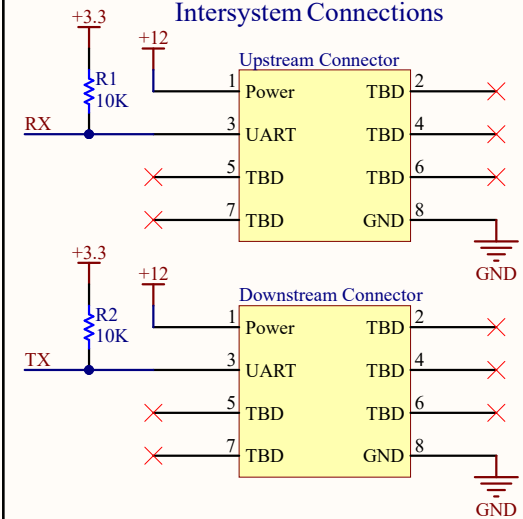 Intersystem Connections
+3.3
+12
R1
10K
RX
Upstream Connector
1 Power TBD 2
3 UART TBD 4
5 TBD TBD 6
7 TBD GND 8
GND
+3.3
+12
R2
10K
TX
Downstream Connector
1 Power TBD 2
3 UART TBD 4
5 TBD TBD 6
7 TBD GND 8
GND